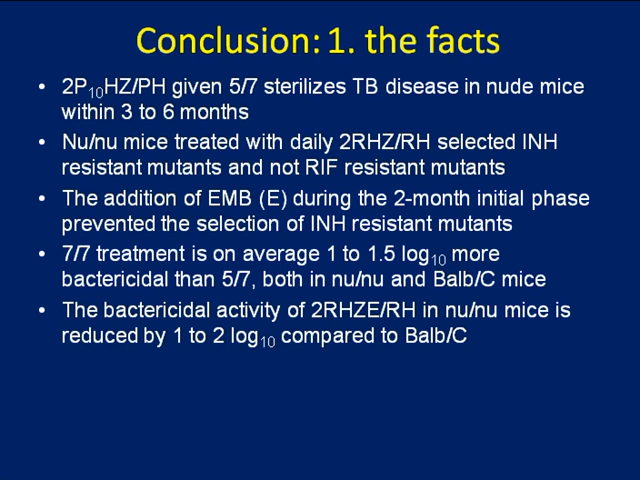 Conclusion: 1. the facts
• 2P10HZ/PH given 5/7 sterilizes TB disease in nude mice
within 3 to 6 months
• Nu/nu mice treated with daily 2RHZ/RH selected INH
resistant mutants and not RIF resistant mutants
• The addition of EMB (E) during the 2-month initial phase
prevented the selection of INH resistant mutants
• 7/7 treatment is on average 1 to 1.5 log10 more
bactericidal than 5/7, both in nu/nu and Balb/C mice
• The bactericidal activity of 2RHZE/RH in nu/nu mice is
reduced by 1 to 2 log10 compared to Balb/C